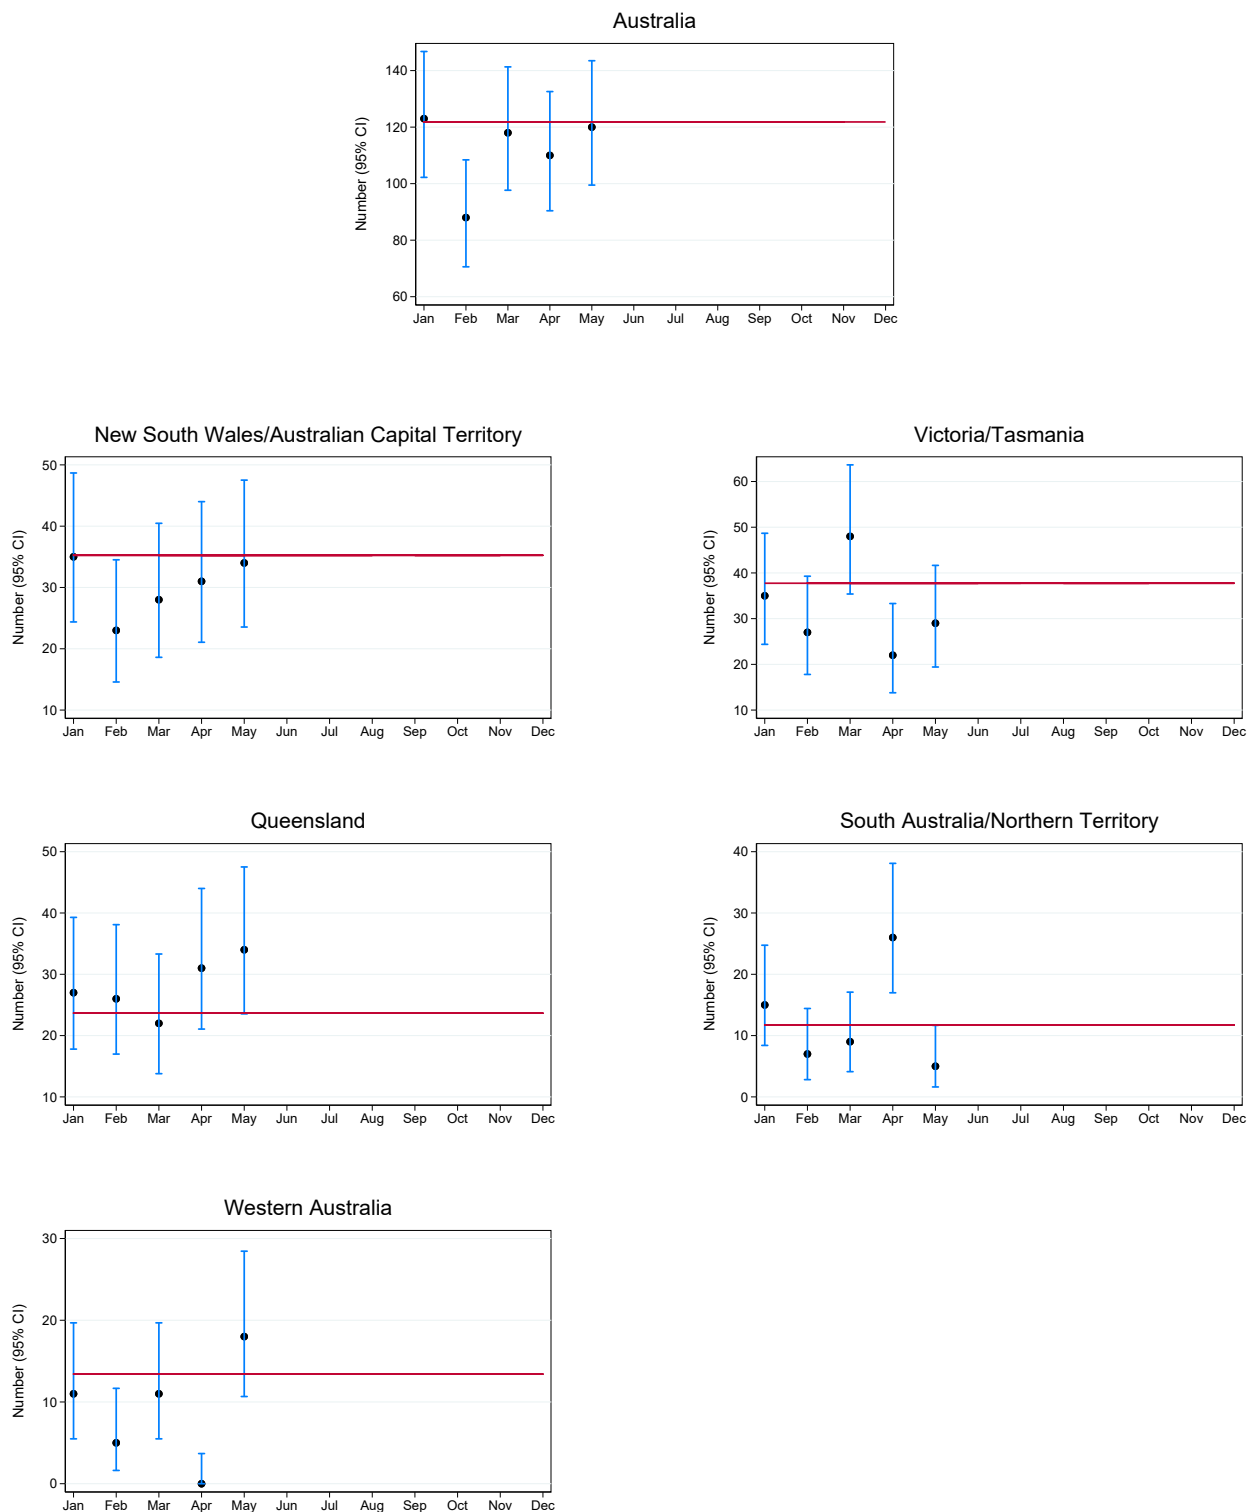 Australia
Number (95% CI)
140
120
100
80
60
Jan Feb Mar Apr May Jun Jul Aug Sep Oct Nov Dec
New South Wales/Australian Capital Territory
Number (95% CI)
50
40
30
20
10
Jan Feb Mar Apr May Jun Jul Aug Sep Oct Nov Dec
Victoria/Tasmania
Number (95% CI)
60
50
40
30
20
10
Jan Feb Mar Apr May Jun Jul Aug Sep Oct Nov Dec
Queensland
Number (95% CI)
50
40
30
20
10
Jan Feb Mar Apr May Jun Jul Aug Sep Oct Nov Dec
South Australia/Northern Territory
Number (95% CI)
40
30
20
10
0
Jan Feb Mar Apr May Jun Jul Aug Sep Oct Nov Dec
Western Australia
Number (95% CI)
30
20
10
0
Jan Feb Mar Apr May Jun Jul Aug Sep Oct Nov Dec